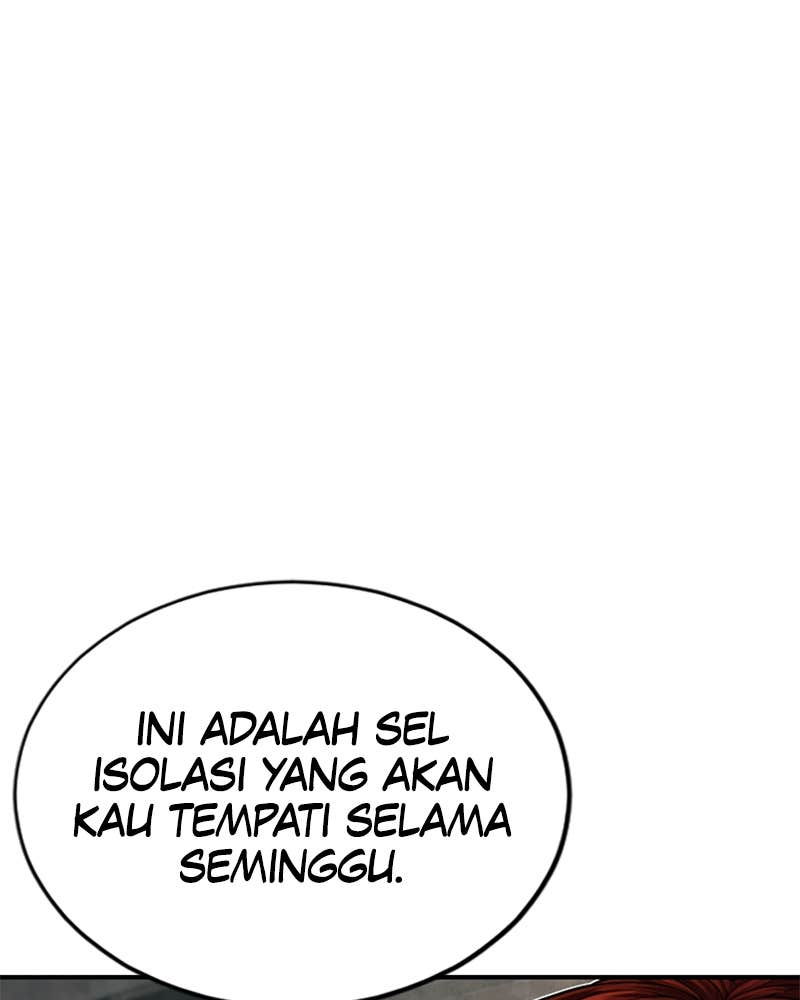 INI ADALAH SEL
ISOLASI YANG AKAN
KAU TEMPATI SELAMA
SEMINGGU.